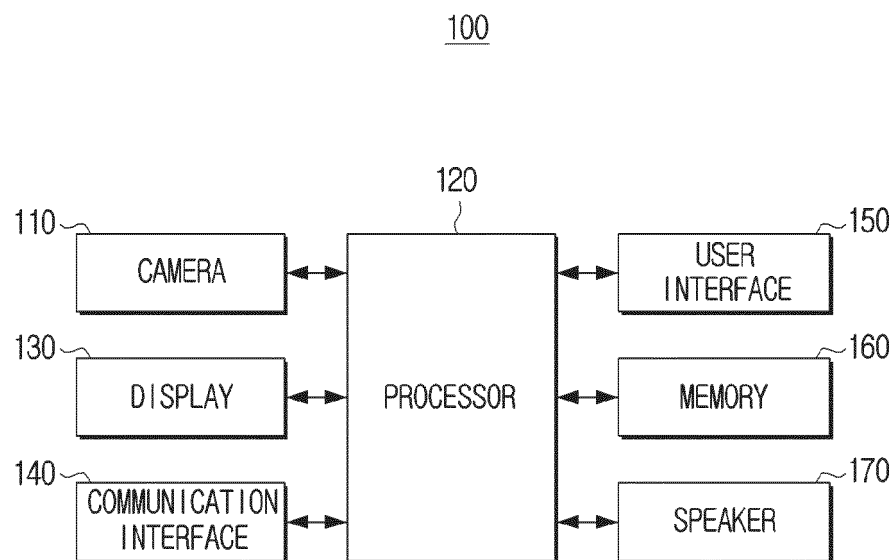 100
120
110
CAMERA
150
USER
INTERFACE
130
DISPLAY
PROCESSOR
160
MEMORY
140
COMMUNICATION
INTERFACE
170
SPEAKER